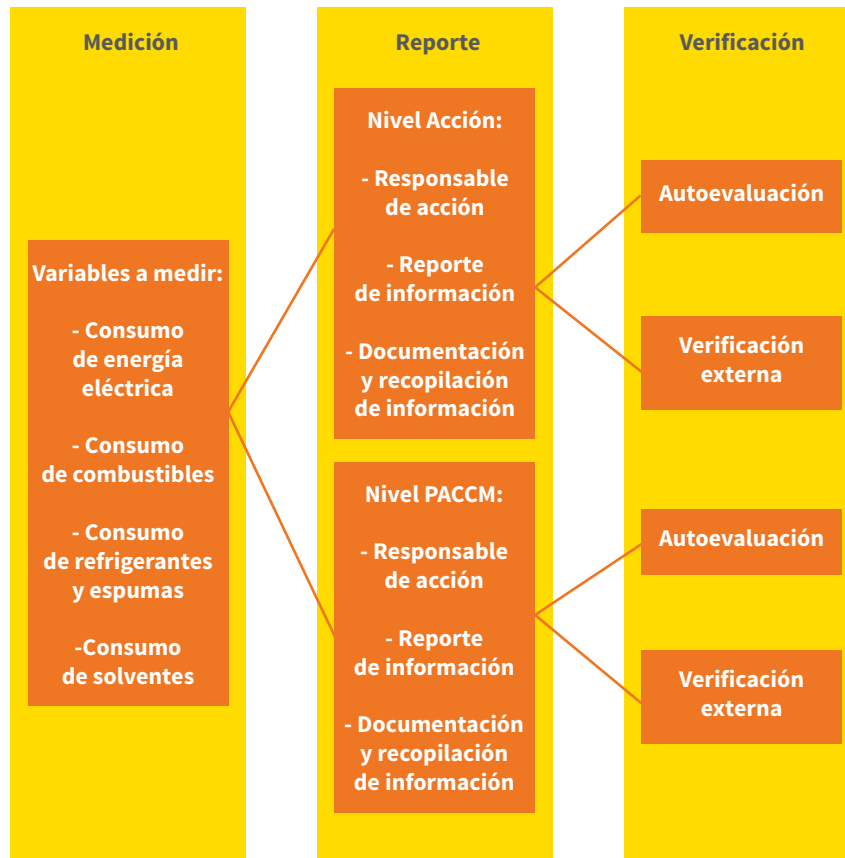 Medición
Variables a medir:
- Consumo
de energía
eléctrica
- Consumo
de combustibles
- Consumo
de refrigerantes
y espumas
-Consumo
de solventes
Reporte
Nivel Acción:
- Responsable
de acción
- Reporte
de información
- Documentación
y recopilación
de información
Nivel PACCM:
- Responsable
de acción
- Reporte
de información
- Documentación
y recopilación
de información
Verificación
Autoevaluación
Verificación
externa
Autoevaluación
Verificación
externa